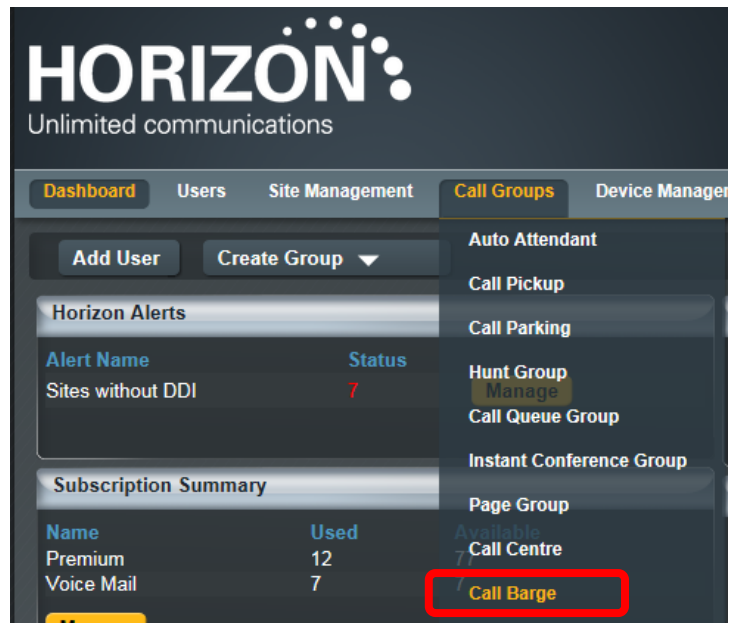 HORIZON
Unlimited communications
Dashboard Users Site Management Call Groups Device Manager
Add User Create Group
Auto Attendant
Call Pickup
Call Parking
Hunt Group
Call Queue Group
Instant Conference Group
Page Group
Call Centre
Call Barge
Horizon Alerts
Alert Name Status
Sites without DDI 7 Manage
Subscription Summary
Name Used Available
Premium 12 77
Voice Mail 7 7